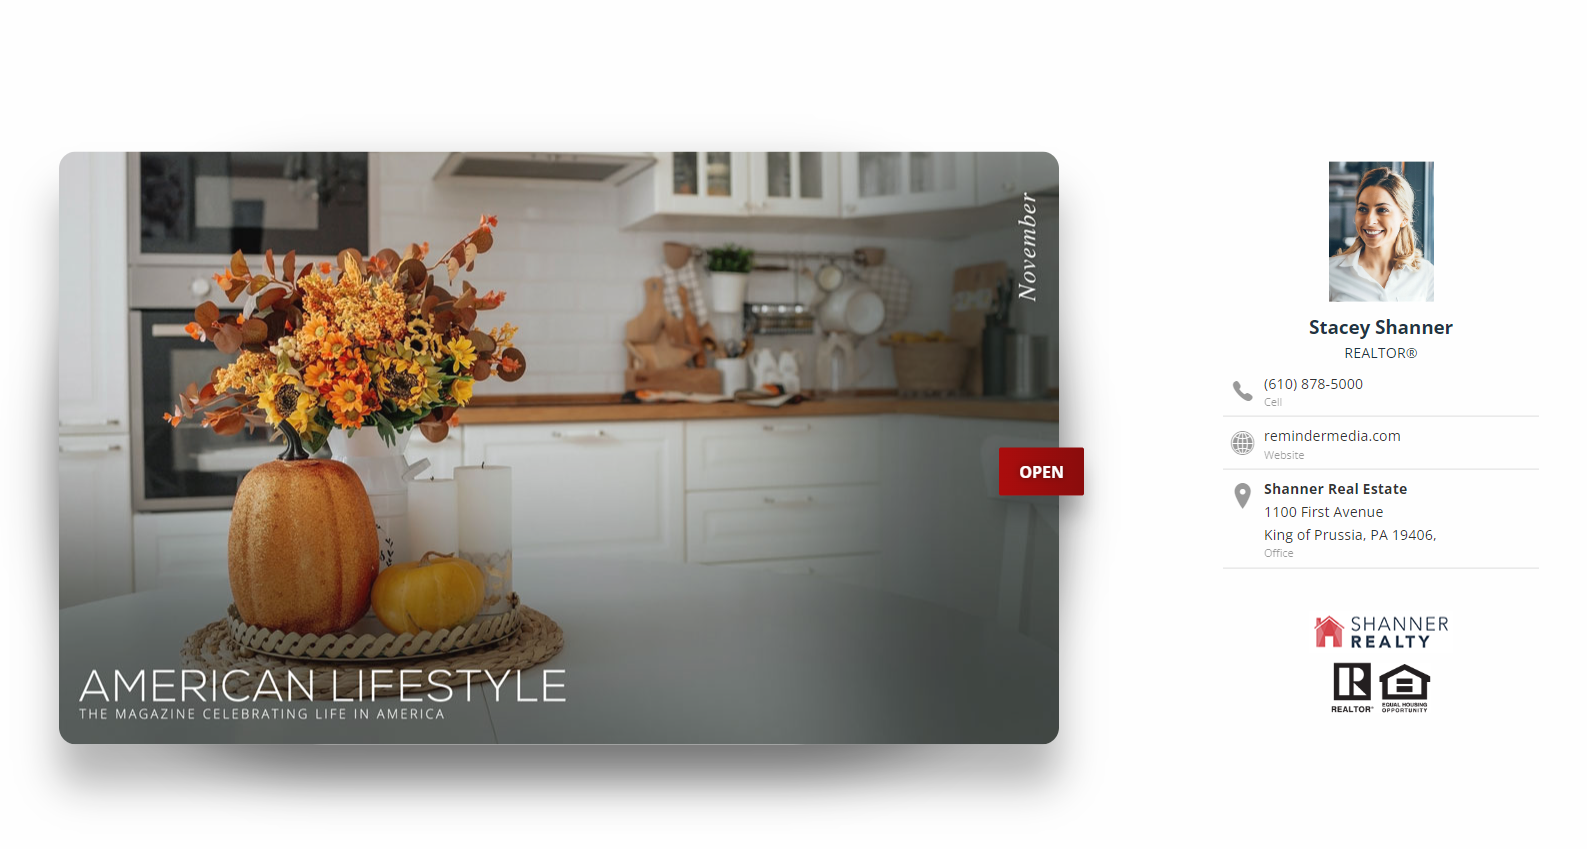 November
OPEN
AMERICAN LIFESTYLE
THE MAGAZINE CELEBRATING LIFE IN AMERICA
Stacey Shanner
REALTOR®
(610) 878-5000
Cell
remindermedia.com
Website
Shanner Real Estate
1100 First Avenue
King of Prussia, PA 19406,
Office
SHANNER
REALTY
REALTOR®
EQUAL HOUSING
OPPORTUNITY